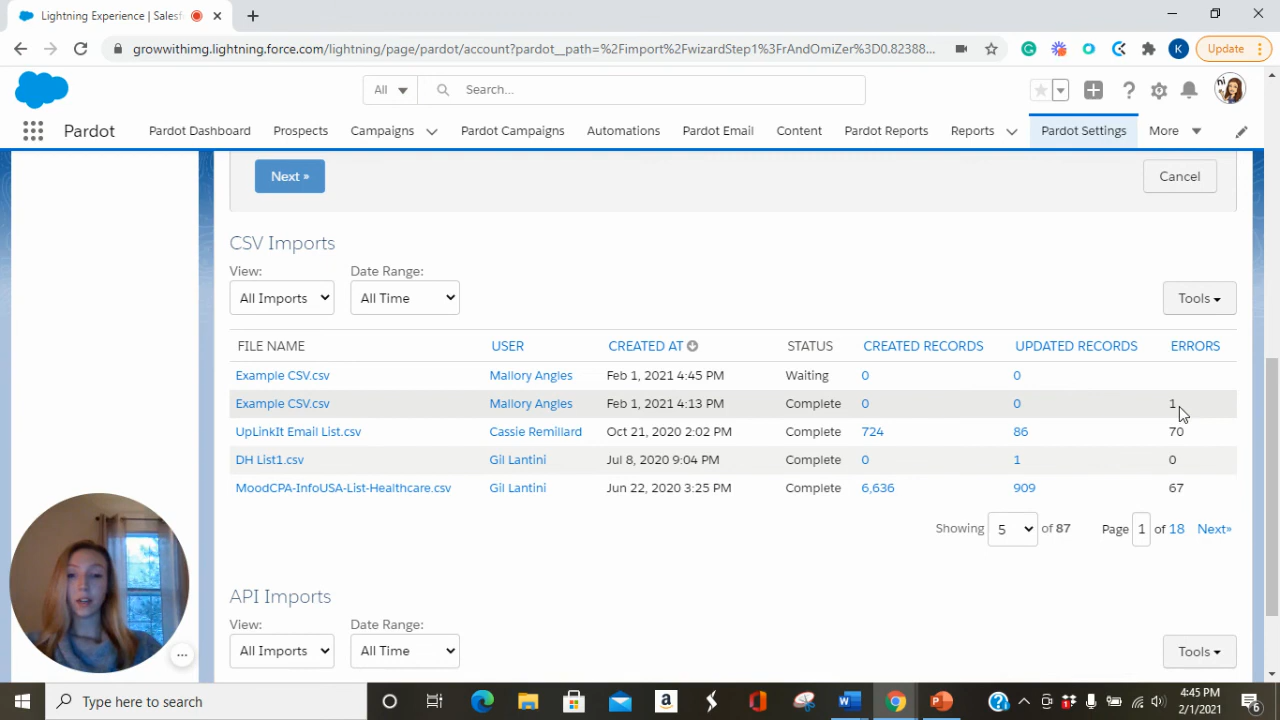 Lightning Experience | Salesf
growwithimg.lightning.force.com/lightning/page/pardot/account?pardot__path=%2Fimport%2FwizardStep1%3FrAndOmiZer%3D0.82388...
K
Update
All
Search...
hi
Pardot
Pardot Dashboard Prospects Campaigns Pardot Campaigns Automations Pardot Email Content Pardot Reports Reports Pardot Settings More
Next »
Cancel
CSV Imports
View: Date Range:
All Imports All Time Tools
FILE NAME USER CREATED AT STATUS CREATED RECORDS UPDATED RECORDS ERRORS
Example CSV.csv Mallory Angles Feb 1, 2021 4:45 PM Waiting 0 0
Example CSV.csv Mallory Angles Feb 1, 2021 4:13 PM Complete 0 0 1
UpLinkIt Email List.csv Cassie Remillard Oct 21, 2020 2:02 PM Complete 724 86 70
DH List1.csv Gil Lantini Jul 8, 2020 9:04 PM Complete 0 1 0
MoodCPA-InfoUSA-List-Healthcare.csv Gil Lantini Jun 22, 2020 3:25 PM Complete 6,636 909 67
Showing 5 of 87 Page 1 of 18 Next»
API Imports
View: Date Range:
All Imports All Time Tools
Type here to search
4:45 PM
2/1/2021
6